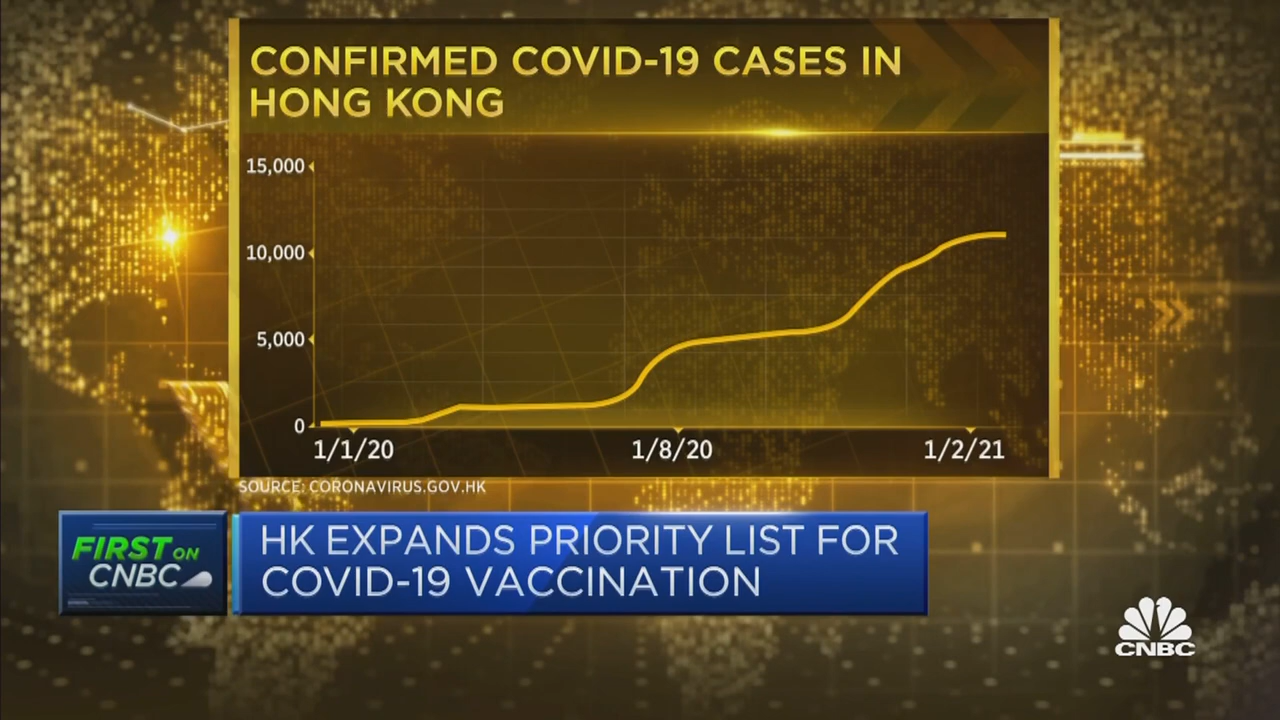 CONFIRMED COVID-19 CASES IN
HONG KONG
15,000
10,000
5,000
0
1/1/20
1/8/20
1/2/21
SOURCE: CORONAVIRUS.GOV.HK
FIRST ON
CNBC
HK EXPANDS PRIORITY LIST FOR
COVID-19 VACCINATION
CNBC